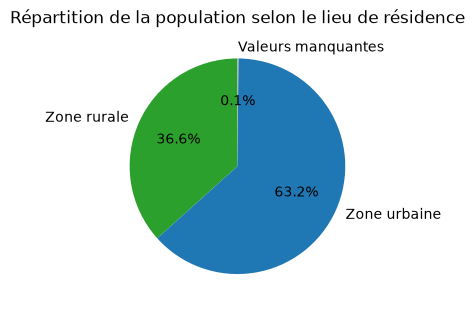 Répartition de la population selon le lieu de résidence
Valeurs manquantes
0.1%
Zone rurale
36.6%
63.2%
Zone urbaine